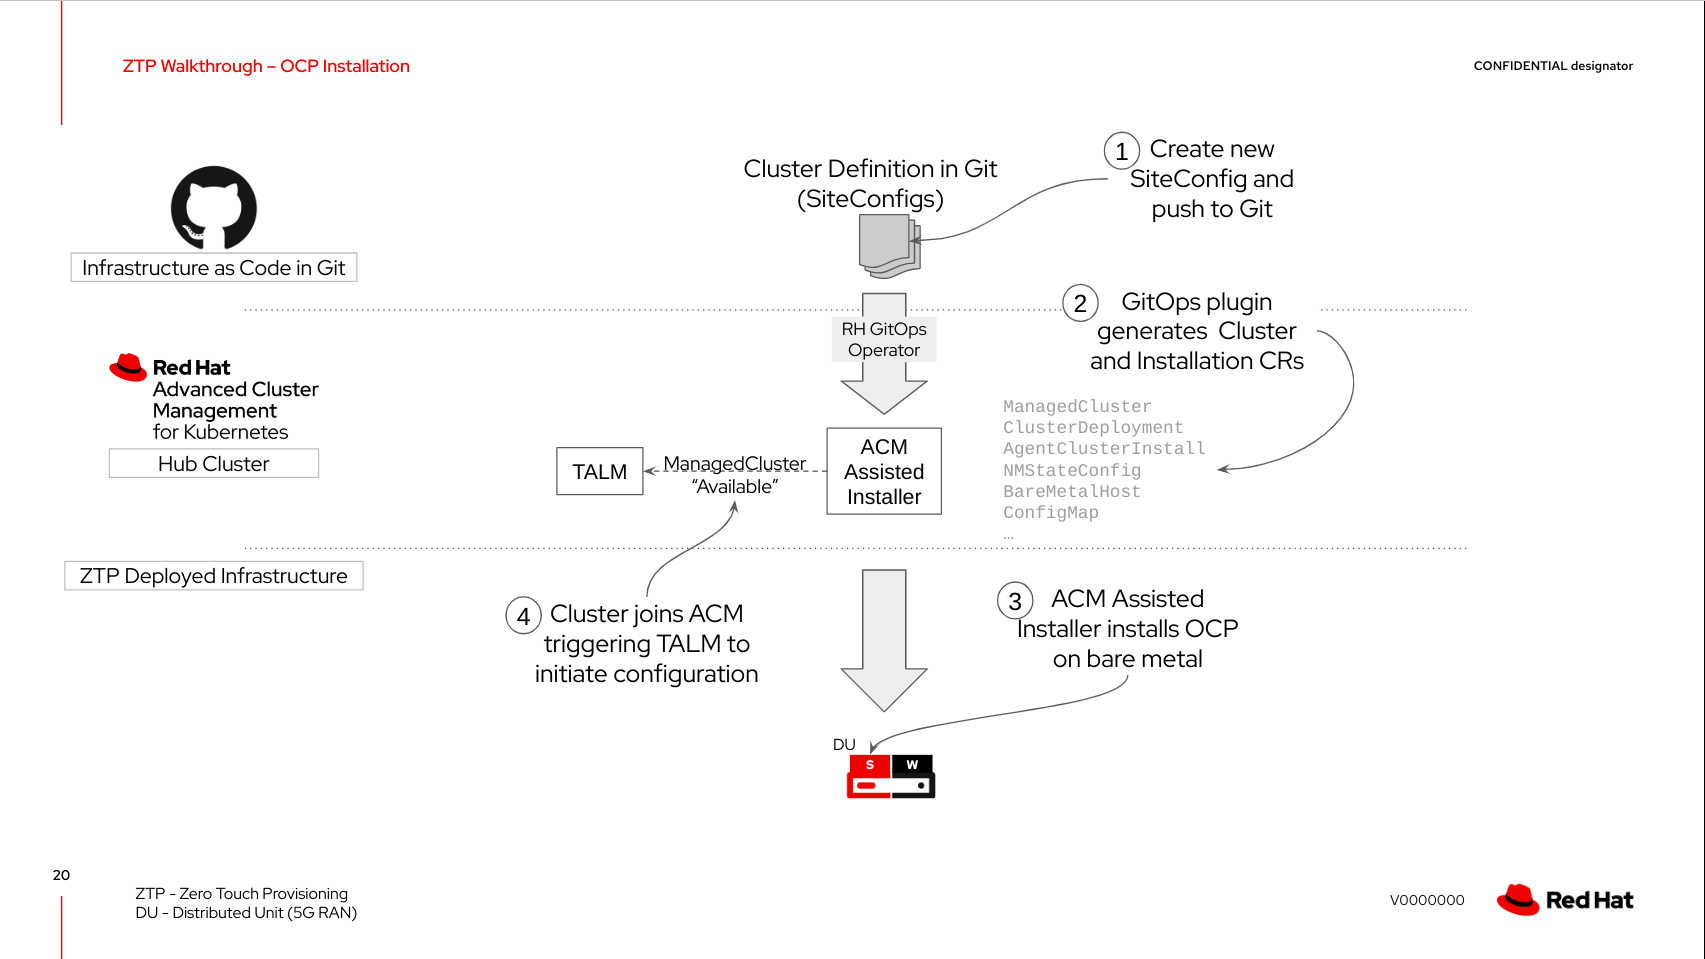 ZTP Walkthrough – OCP Installation
CONFIDENTIAL designator
Cluster Definition in Git
(SiteConfigs)
1
Create new
SiteConfig and
push to Git
Infrastructure as Code in Git
2
GitOps plugin
generates  Cluster
and Installation CRs
RH GitOps
Operator
Red Hat
Advanced Cluster
Management
for Kubernetes
Hub Cluster
TALM
ManagedCluster
“Available”
ACM
Assisted
Installer
ManagedCluster
ClusterDeployment
AgentClusterInstall
NMStateConfig
BareMetalHost
ConfigMap
…
ZTP Deployed Infrastructure
4
Cluster joins ACM
triggering TALM to
initiate configuration
3
ACM Assisted
Installer installs OCP
on bare metal
DU
S W
20
ZTP - Zero Touch Provisioning
DU - Distributed Unit (5G RAN)
V0000000
Red Hat